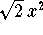 √2 x²